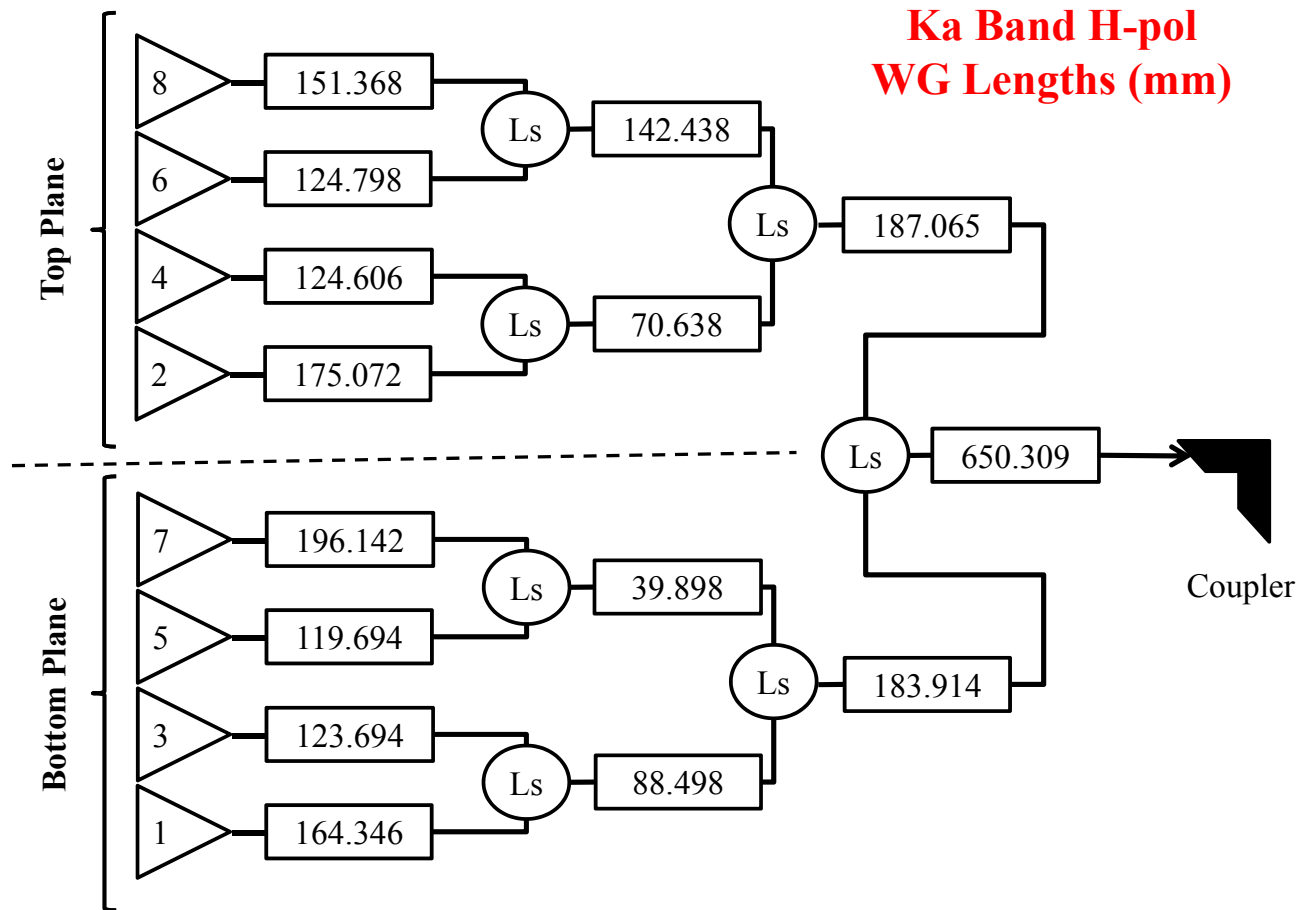 Ka Band H-pol
WG Lengths (mm)
Top Plane
8
151.368
Ls
142.438
6
124.798
Ls
187.065
4
124.606
Ls
70.638
2
175.072
Ls
650.309
Coupler
Bottom Plane
7
196.142
Ls
39.898
5
119.694
Ls
183.914
3
123.694
Ls
88.498
1
164.346